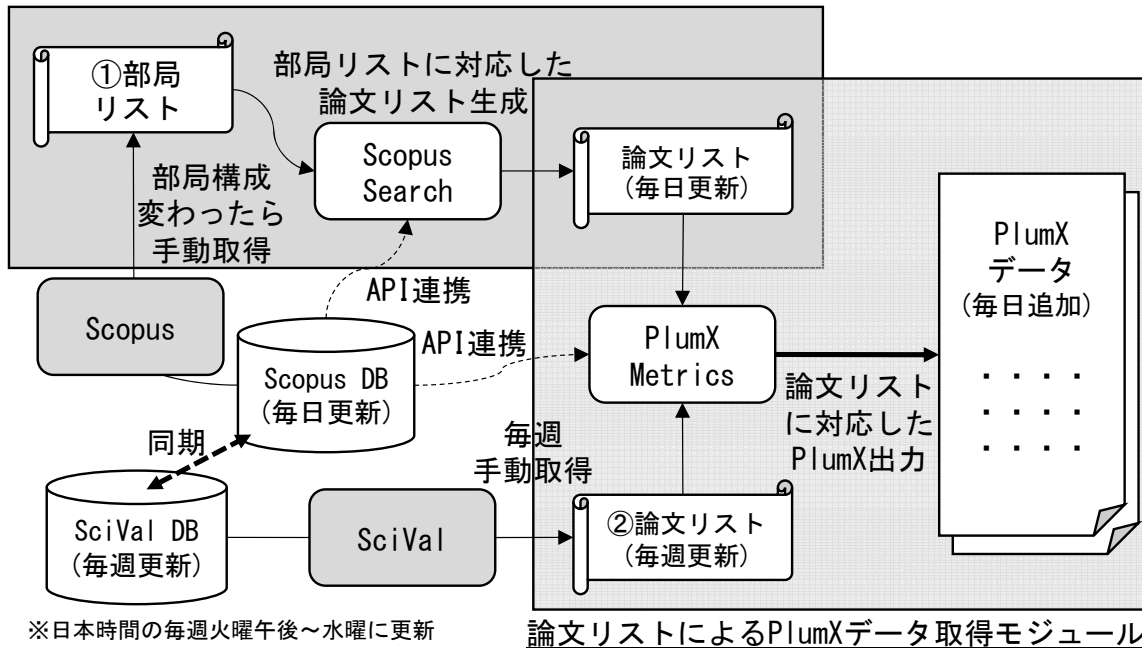 ①部局
リスト
部局リストに対応した
論文リスト生成
Scopus
Search
論文リスト
(毎日更新)
部局構成
変わったら
手動取得
PlumX
データ
(毎日追加)
・・・・
・・・・
・・・・
Scopus
API連携
API連携
Scopus DB
(毎日更新)
PlumX
Metrics
論文リスト
に対応した
PlumX出力
同期
毎週
手動取得
SciVal DB
(毎週更新)
SciVal
②論文リスト
(毎週更新)
※日本時間の毎週火曜午後～水曜に更新
論文リストによるPlumXデータ取得モジュール